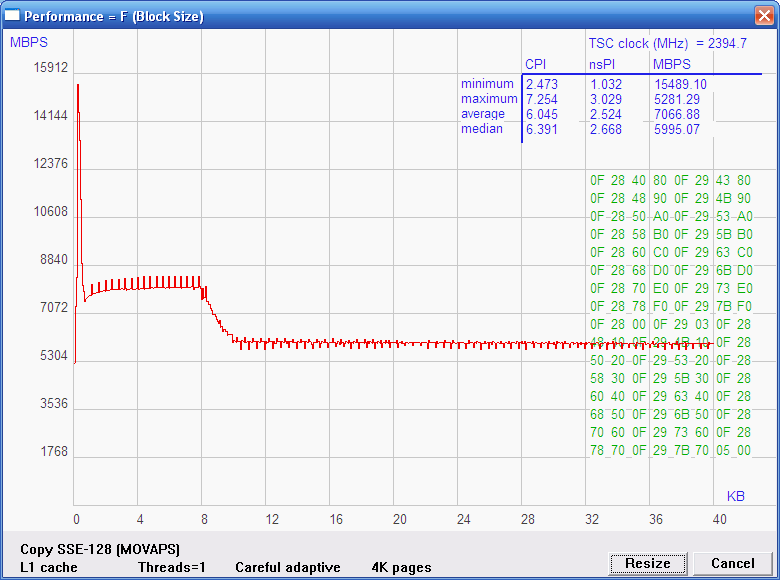 Performance = F (Block Size)
MBPS
TSC clock (MHz) = 2394.7
CPI nsPI MBPS
minimum 2.473 1.032 15489.10
maximum 7.254 3.029 5281.29
average 6.045 2.524 7066.88
median 6.391 2.668 5995.07
15912
14144
12376
10608
8840
7072
5304
3536
1768
0F 28 40 80 0F 29 43 80
0F 28 48 90 0F 29 4B 90
0F 28 50 A0 0F 29 53 A0
0F 28 58 B0 0F 29 5B B0
0F 28 60 C0 0F 29 63 C0
0F 28 68 D0 0F 29 6B D0
0F 28 70 E0 0F 29 73 E0
0F 28 78 F0 0F 29 7B F0
0F 28 00 0F 29 03 0F 28
48 10 0F 29 4B 10 0F 28
50 20 0F 29 53 20 0F 28
58 30 0F 29 5B 30 0F 28
60 40 0F 29 63 40 0F 28
68 50 0F 29 6B 50 0F 28
70 60 0F 29 73 60 0F 28
78 70 0F 29 7B 70 05 00
KB
0 4 8 12 16 20 24 28 32 36 40
Copy SSE-128 (MOVAPS)
L1 cache Threads=1 Careful adaptive 4K pages
Resize Cancel